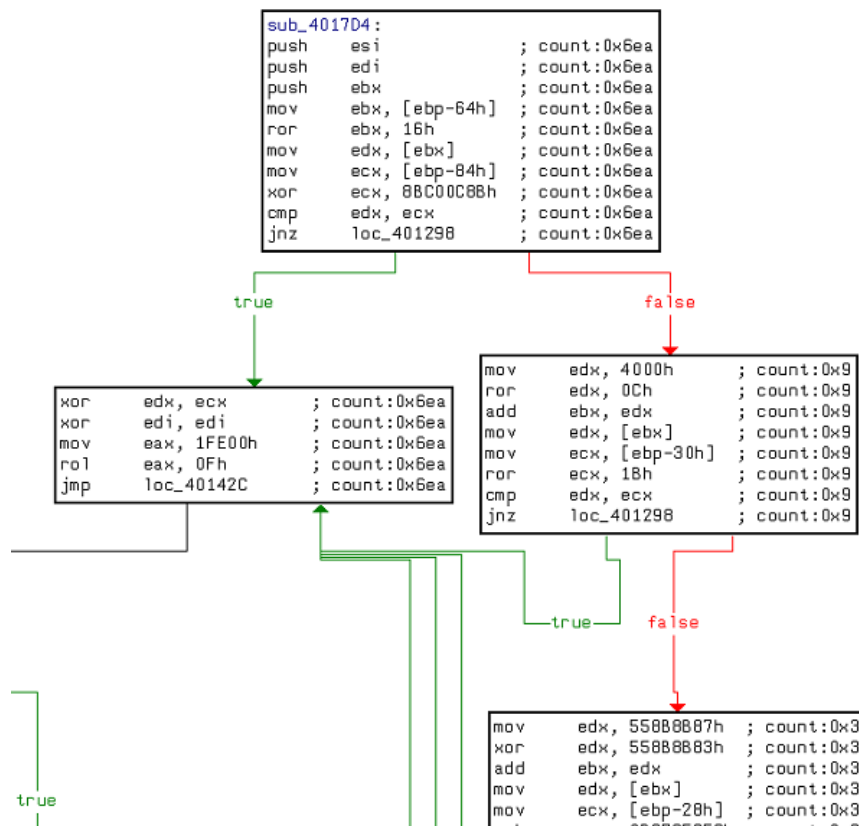 sub_4017D4:
push esi ; count:0x6ea
push edi ; count:0x6ea
push ebx ; count:0x6ea
mov ebx, [ebp-64h] ; count:0x6ea
ror ebx, 16h ; count:0x6ea
mov edx, [ebx] ; count:0x6ea
mov ecx, [ebp-84h] ; count:0x6ea
xor ecx, 8BC00C8Bh ; count:0x6ea
cmp edx, ecx ; count:0x6ea
jnz loc_401298 ; count:0x6ea
true
false
xor edx, ecx ; count:0x6ea
xor edi, edi ; count:0x6ea
mov eax, 1FE00h ; count:0x6ea
rol eax, 0Fh ; count:0x6ea
jmp loc_40142C ; count:0x6ea
mov edx, 4000h ; count:0x9
ror edx, 0Ch ; count:0x9
add ebx, edx ; count:0x9
mov edx, [ebx] ; count:0x9
mov ecx, [ebp-30h] ; count:0x9
ror ecx, 1Bh ; count:0x9
cmp edx, ecx ; count:0x9
jnz loc_401298 ; count:0x9
true
false
mov edx, 558B8B87h ; count:0x3
xor edx, 558B8B83h ; count:0x3
add ebx, edx ; count:0x3
mov edx, [ebx] ; count:0x3
mov ecx, [ebp-28h] ; count:0x3
true